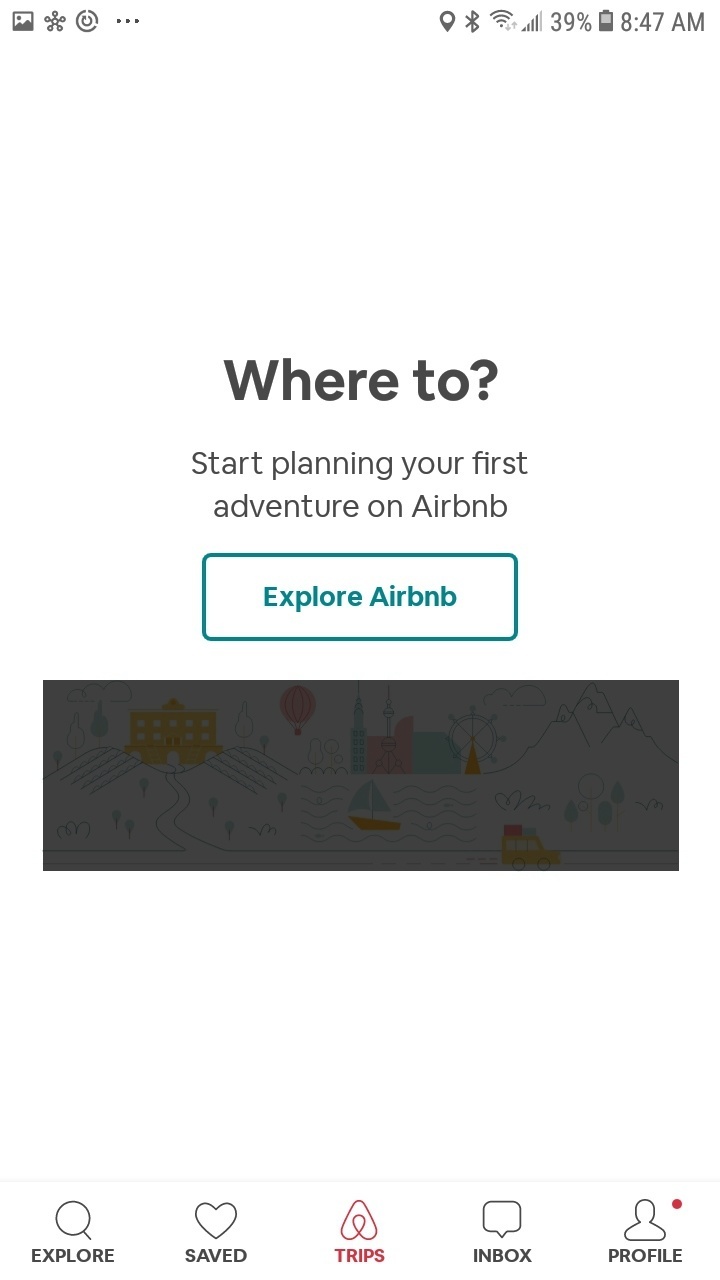 39% 8:47 AM
Where to?
Start planning your first
adventure on Airbnb
Explore Airbnb
EXPLORE SAVED TRIPS INBOX PROFILE